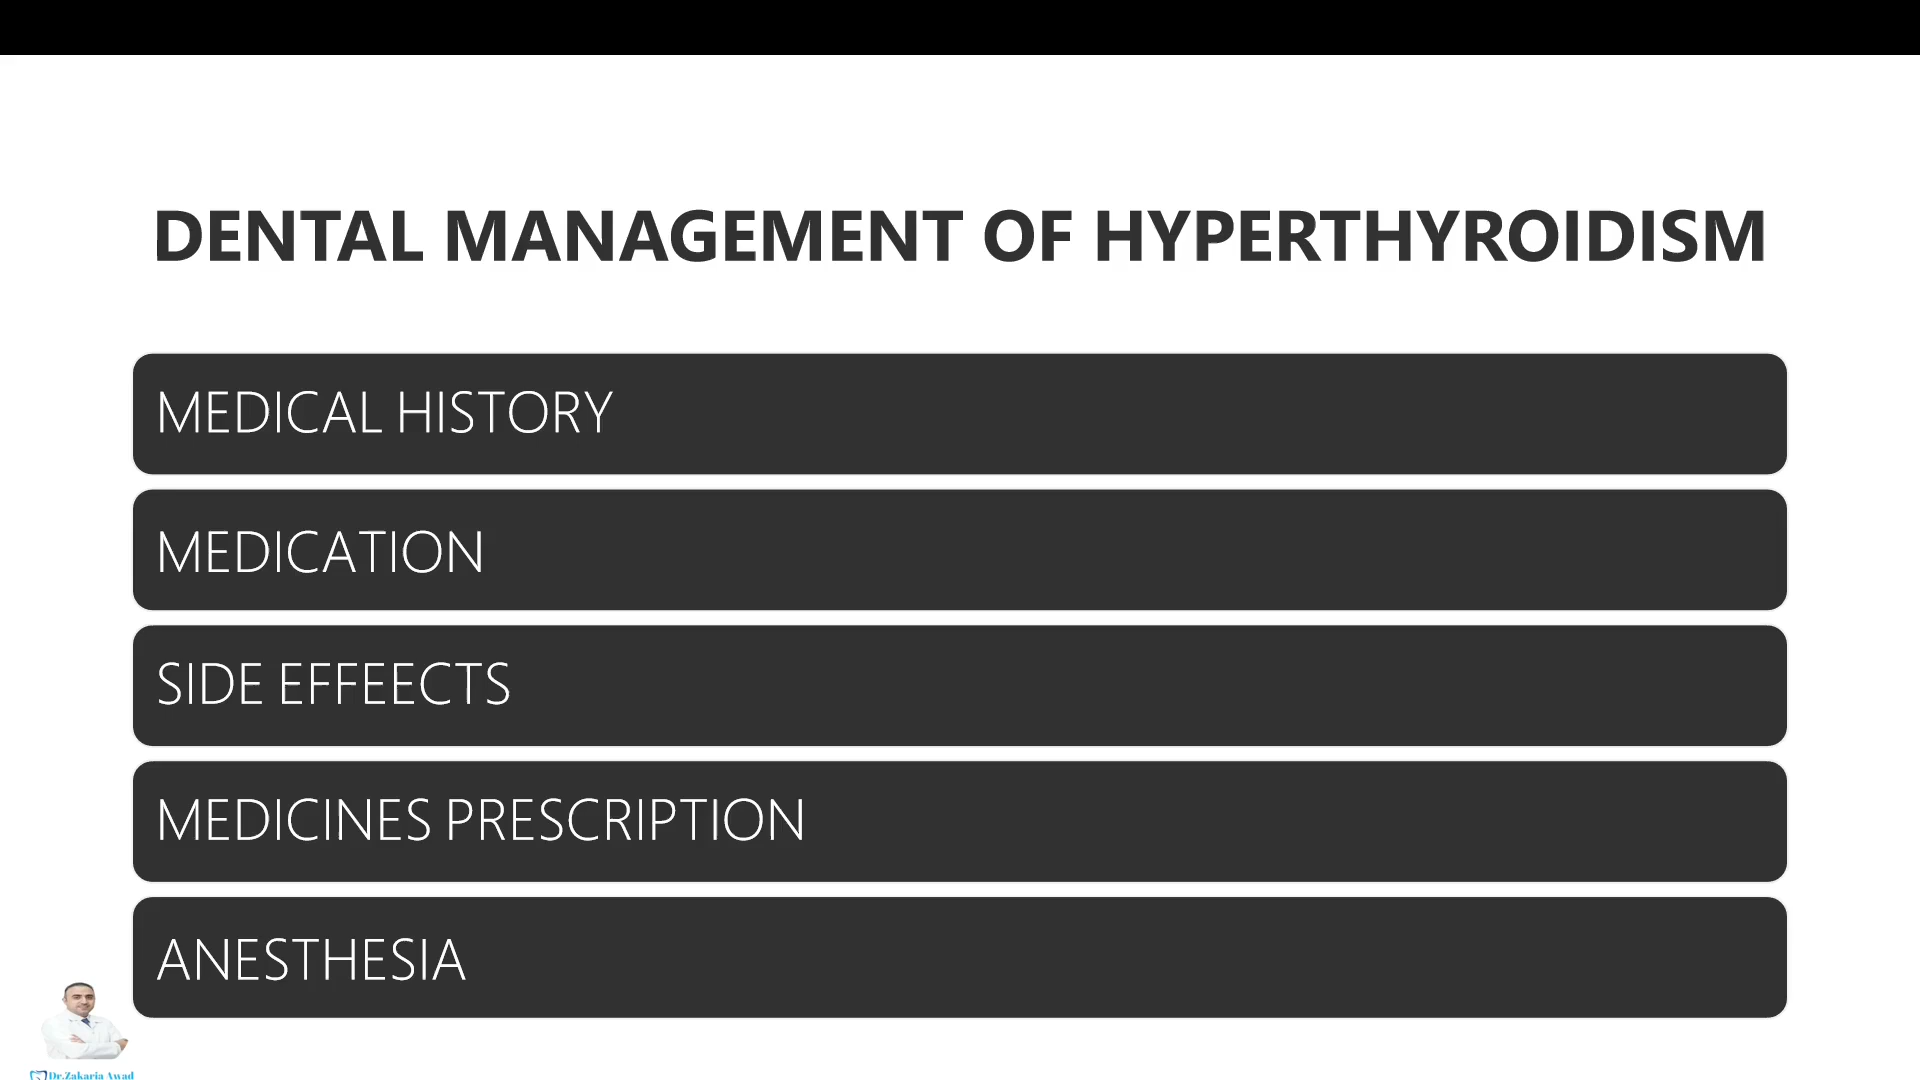 DENTAL MANAGEMENT OF HYPERTHYROIDISM
MEDICAL HISTORY
MEDICATION
SIDE EFFEECTS
MEDICINES PRESCRIPTION
ANESTHESIA
Dr.Zakaria Awad